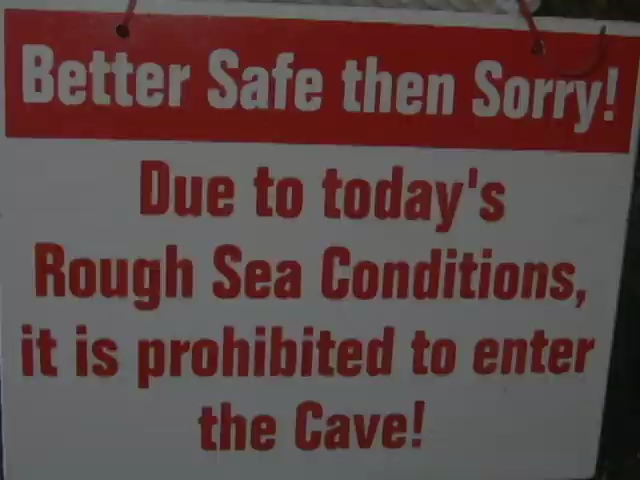 Better Safe then Sorry!
Due to today's
Rough Sea Conditions,
it is prohibited to enter
the Cave!